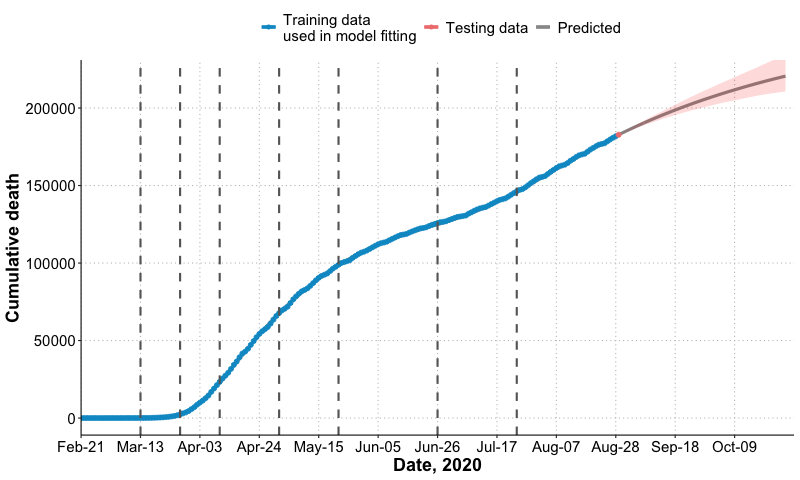 Training data
used in model fitting
Testing data
Predicted
Cumulative death
200000
150000
100000
50000
0
Feb-21 Mar-13 Apr-03 Apr-24 May-15 Jun-05 Jun-26 Jul-17 Aug-07 Aug-28 Sep-18 Oct-09
Date, 2020